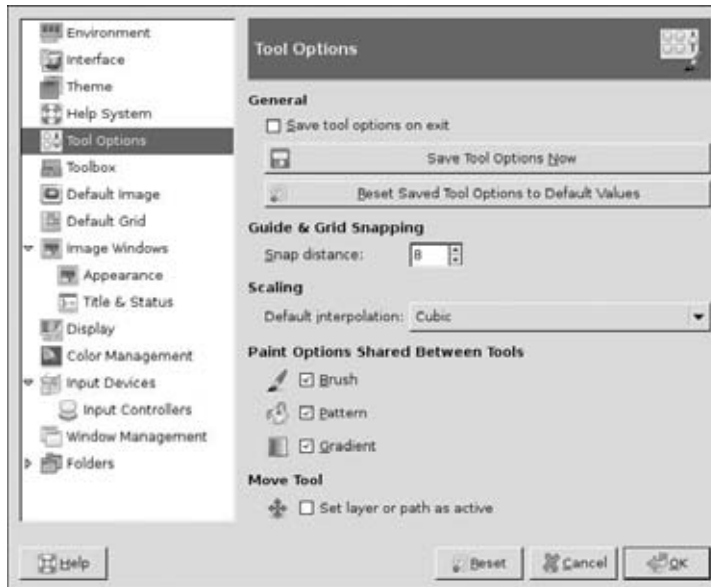 Environment
Interface
Theme
Help System
Tool Options
Toolbox
Default Image
Default Grid
Image Windows
Appearance
Title & Status
Display
Color Management
Input Devices
Input Controllers
Window Management
Folders
Tool Options
General
Save tool options on exit
Save Tool Options Now
Reset Saved Tool Options to Default Values
Guide & Grid Snapping
Snap distance: 8
Scaling
Default interpolation: Cubic
Paint Options Shared Between Tools
Brush
Pattern
Gradient
Move Tool
Set layer or path as active
Help
Reset
Cancel
OK